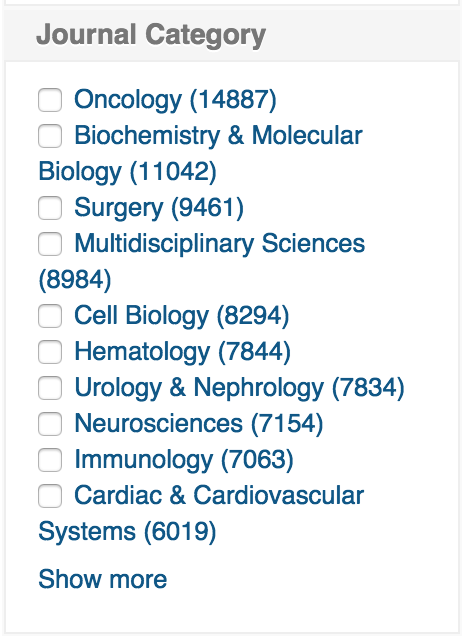 Journal Category
Oncology (14887)
Biochemistry & Molecular
Biology (11042)
Surgery (9461)
Multidisciplinary Sciences
(8984)
Cell Biology (8294)
Hematology (7844)
Urology & Nephrology (7834)
Neurosciences (7154)
Immunology (7063)
Cardiac & Cardiovascular
Systems (6019)
Show more